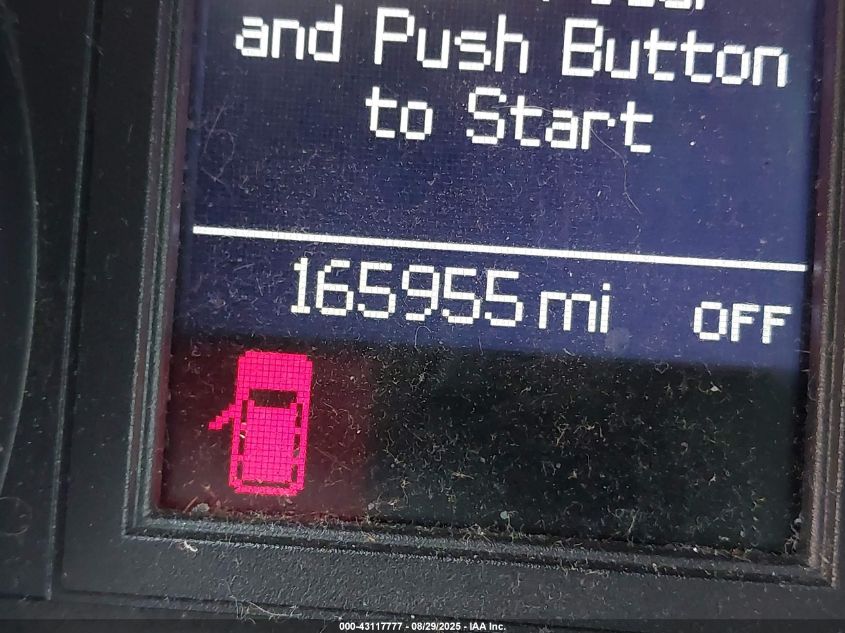 and Push Button
to Start
165955 mi OFF
000-43117777 - 08/29/2025 - IAA Inc.